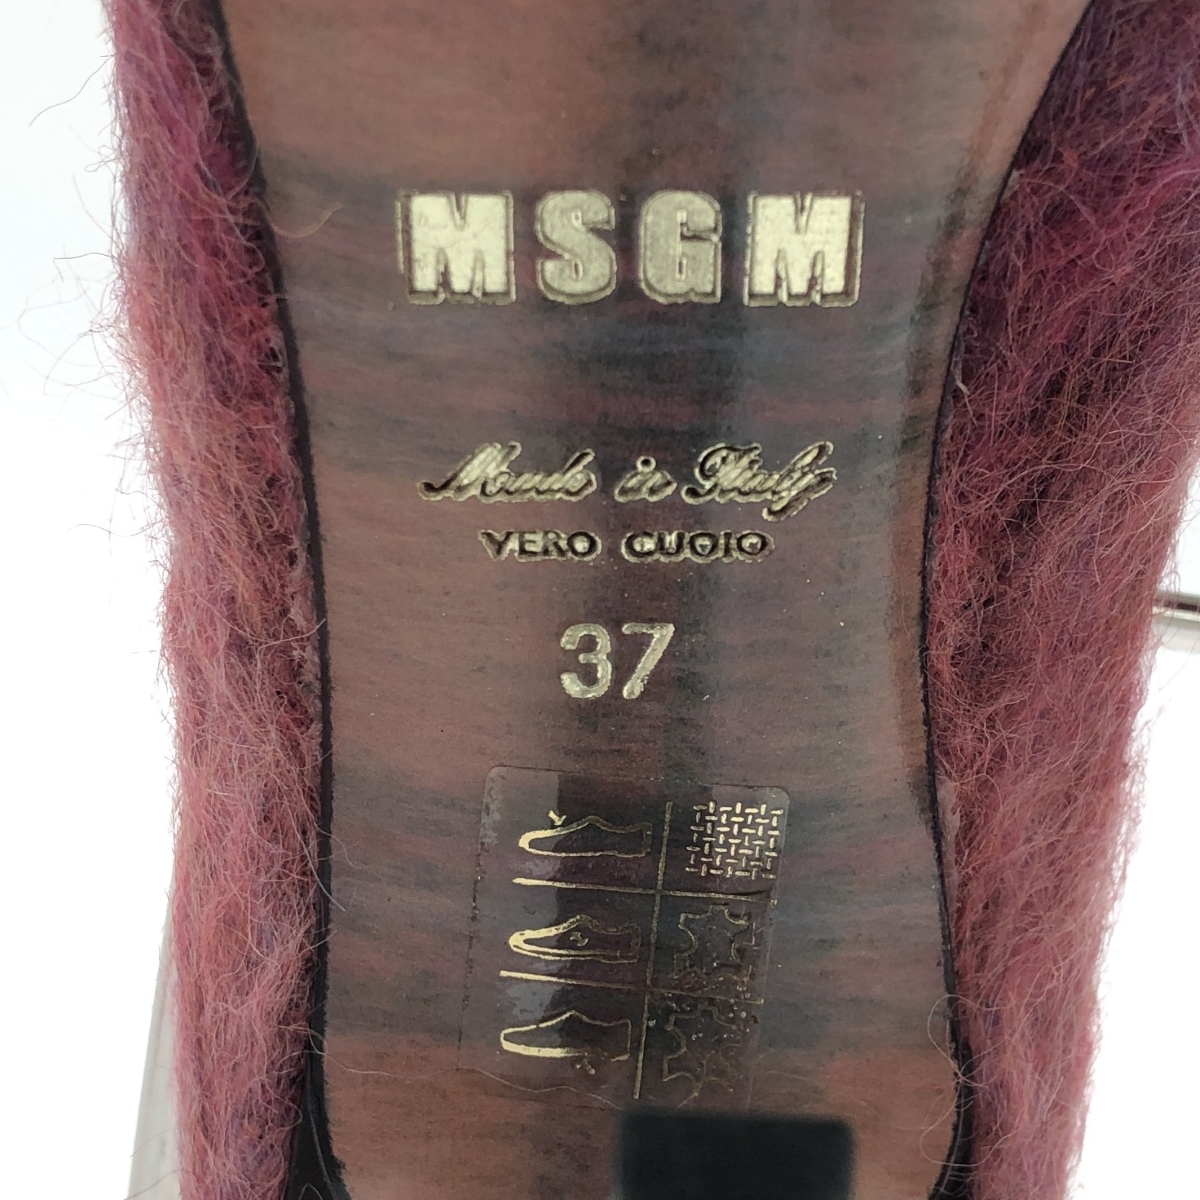 MSGM
Made in Italy
VERO CUOIO
37